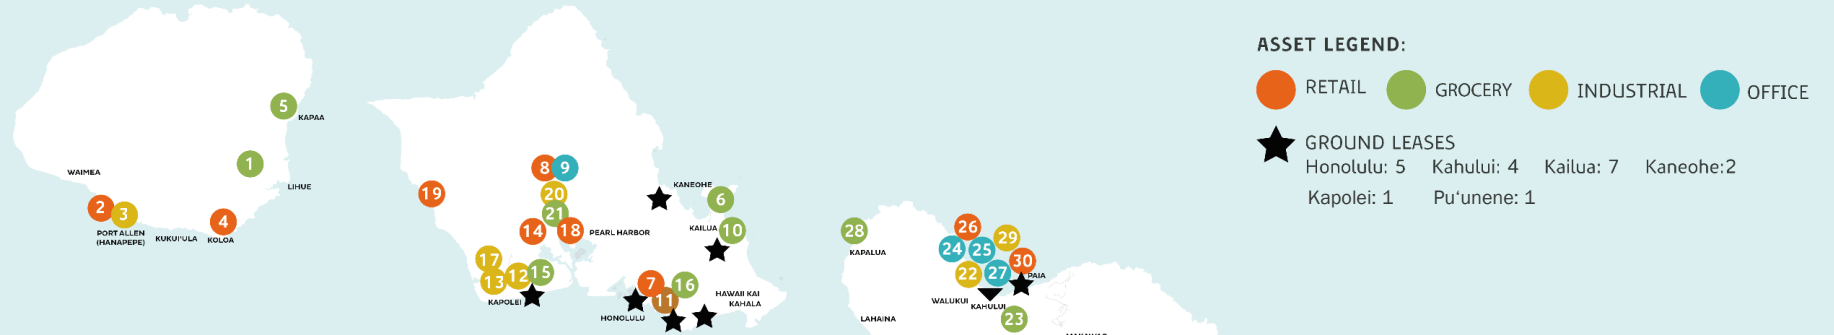 ASSET LEGEND:
RETAIL GROCERY INDUSTRIAL OFFICE
GROUND LEASES
Honolulu: 5 Kahului: 4 Kailua: 7 Kaneohe:2
Kapolei: 1 Pu‘unene: 1
5
KAPAA
1
WAIMEA
LIHUE
2
3
4
PORT ALLEN
(HANAPEPE)
KUKUI'ULA
KOLOA
8 9
19
20
21
14 18
PEARL HARBOR
KANEOHE
6
KAILUA 10
17
13 12 15
KAPOLEI
7 16
11
HAWAII KAI
KAHALA
HONOLULU
28
KAPALUA
26
29
24 25
30
22 27
PAIA
WALUKUI
KAHULUI
23
LAHAINA